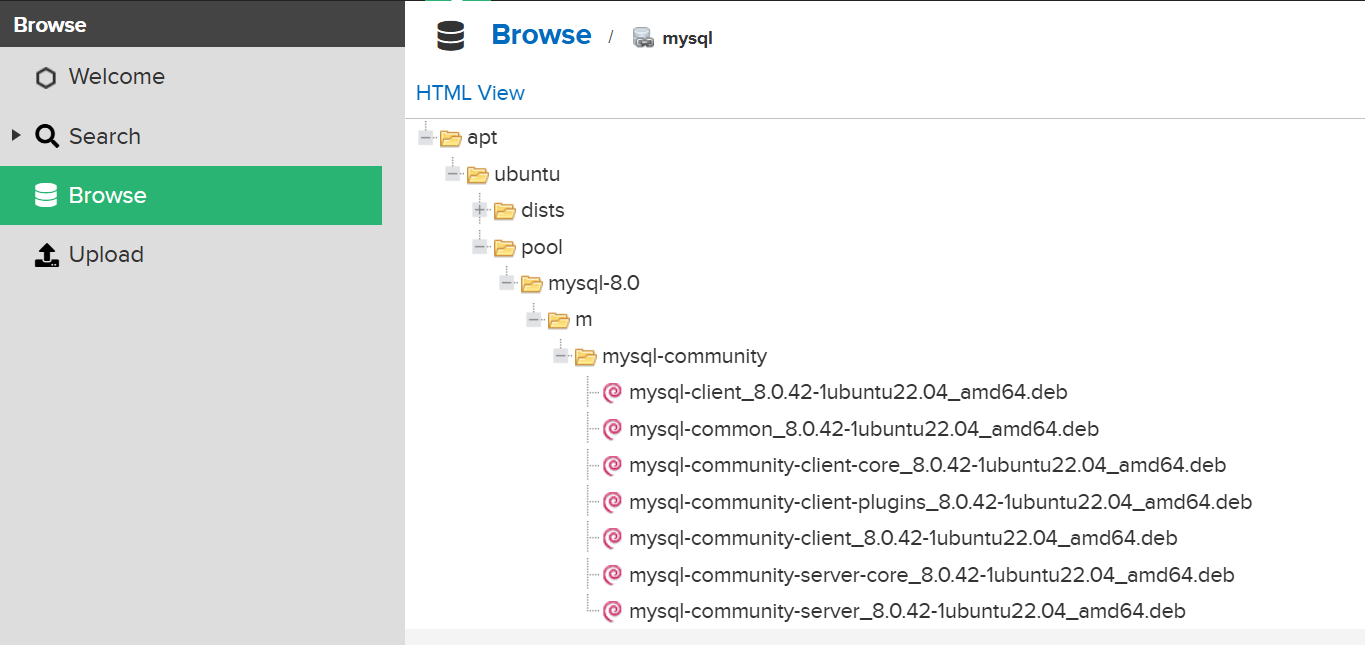 Browse
Welcome
Search
Browse
Upload
Browse / mysql
HTML View
apt
ubuntu
dists
pool
mysql-8.0
m
mysql-community
mysql-client_8.0.42-1ubuntu22.04_amd64.deb
mysql-common_8.0.42-1ubuntu22.04_amd64.deb
mysql-community-client-core_8.0.42-1ubuntu22.04_amd64.deb
mysql-community-client-plugins_8.0.42-1ubuntu22.04_amd64.deb
mysql-community-client_8.0.42-1ubuntu22.04_amd64.deb
mysql-community-server-core_8.0.42-1ubuntu22.04_amd64.deb
mysql-community-server_8.0.42-1ubuntu22.04_amd64.deb